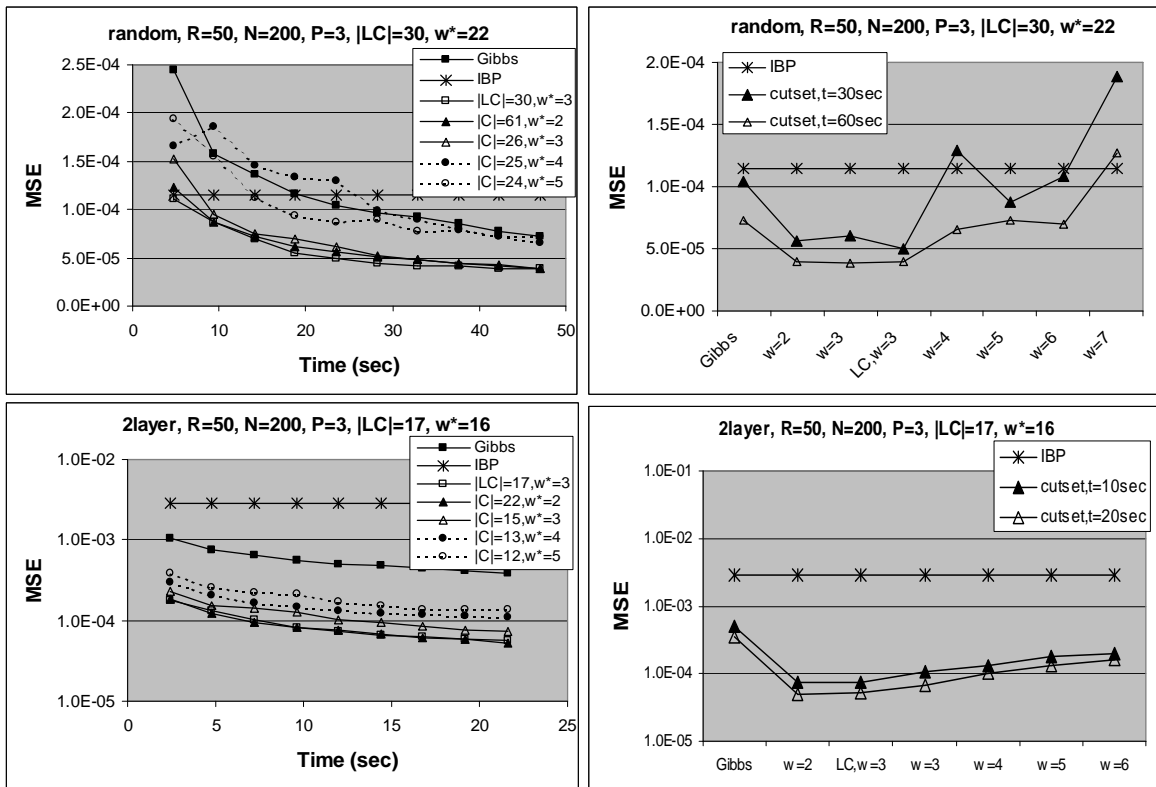 random, R=50, N=200, P=3, |LC|=30, w*=22
2.5E-04
2.0E-04
1.5E-04
1.0E-04
5.0E-05
0.0E+00
MSE
0 10 20 30 40 50
Time (sec)
Gibbs
IBP
|LC|=30,w*=3
|C|=61,w*=2
|C|=26,w*=3
|C|=25,w*=4
|C|=24,w*=5
random, R=50, N=200, P=3, |LC|=30, w*=22
2.0E-04
1.5E-04
1.0E-04
5.0E-05
0.0E+00
MSE
IBP
cutset,t=30sec
cutset,t=60sec
Gibbs w=2 w=3 LC,w=3 w=4 w=5 w=6 w=7
2layer, R=50, N=200, P=3, |LC|=17, w*=16
1.0E-02
1.0E-03
1.0E-04
1.0E-05
MSE
0 5 10 15 20 25
Time (sec)
Gibbs
IBP
|LC|=17,w*=3
|C|=22,w*=2
|C|=15,w*=3
|C|=13,w*=4
|C|=12,w*=5
2layer, R=50, N=200, P=3, |LC|=17, w*=16
1.0E-01
1.0E-02
1.0E-03
1.0E-04
1.0E-05
MSE
IBP
cutset,t=10sec
cutset,t=20sec
Gibbs w=2 LC,w=3 w=3 w=4 w=5 w=6